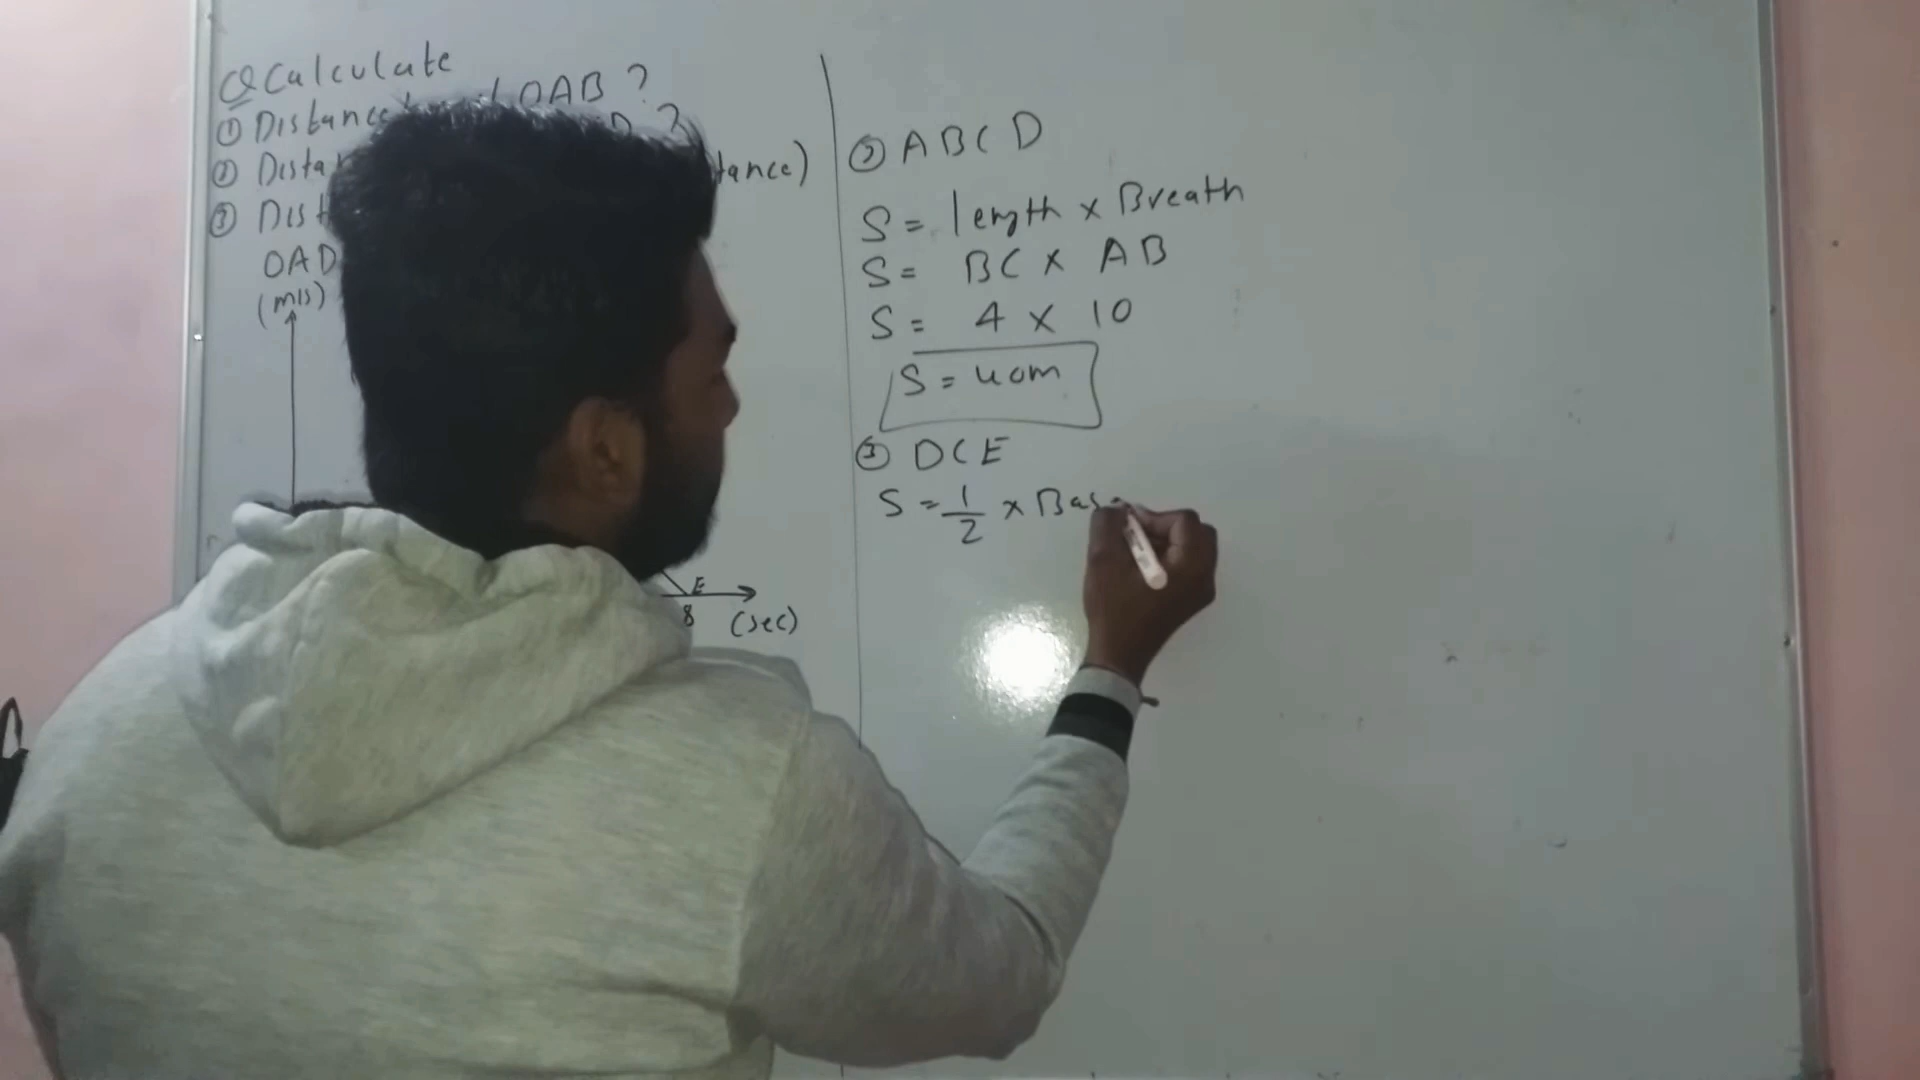 Q Calculate
① Distance OAB ?
② Dista tance)
③ Dist
OAD
(m/s)
E
8 (sec)
② ABCD
S = length x Breath
S = BC x AB
S = 4 x 10
S = 40m
③ DCE
S = 1/2 x Base